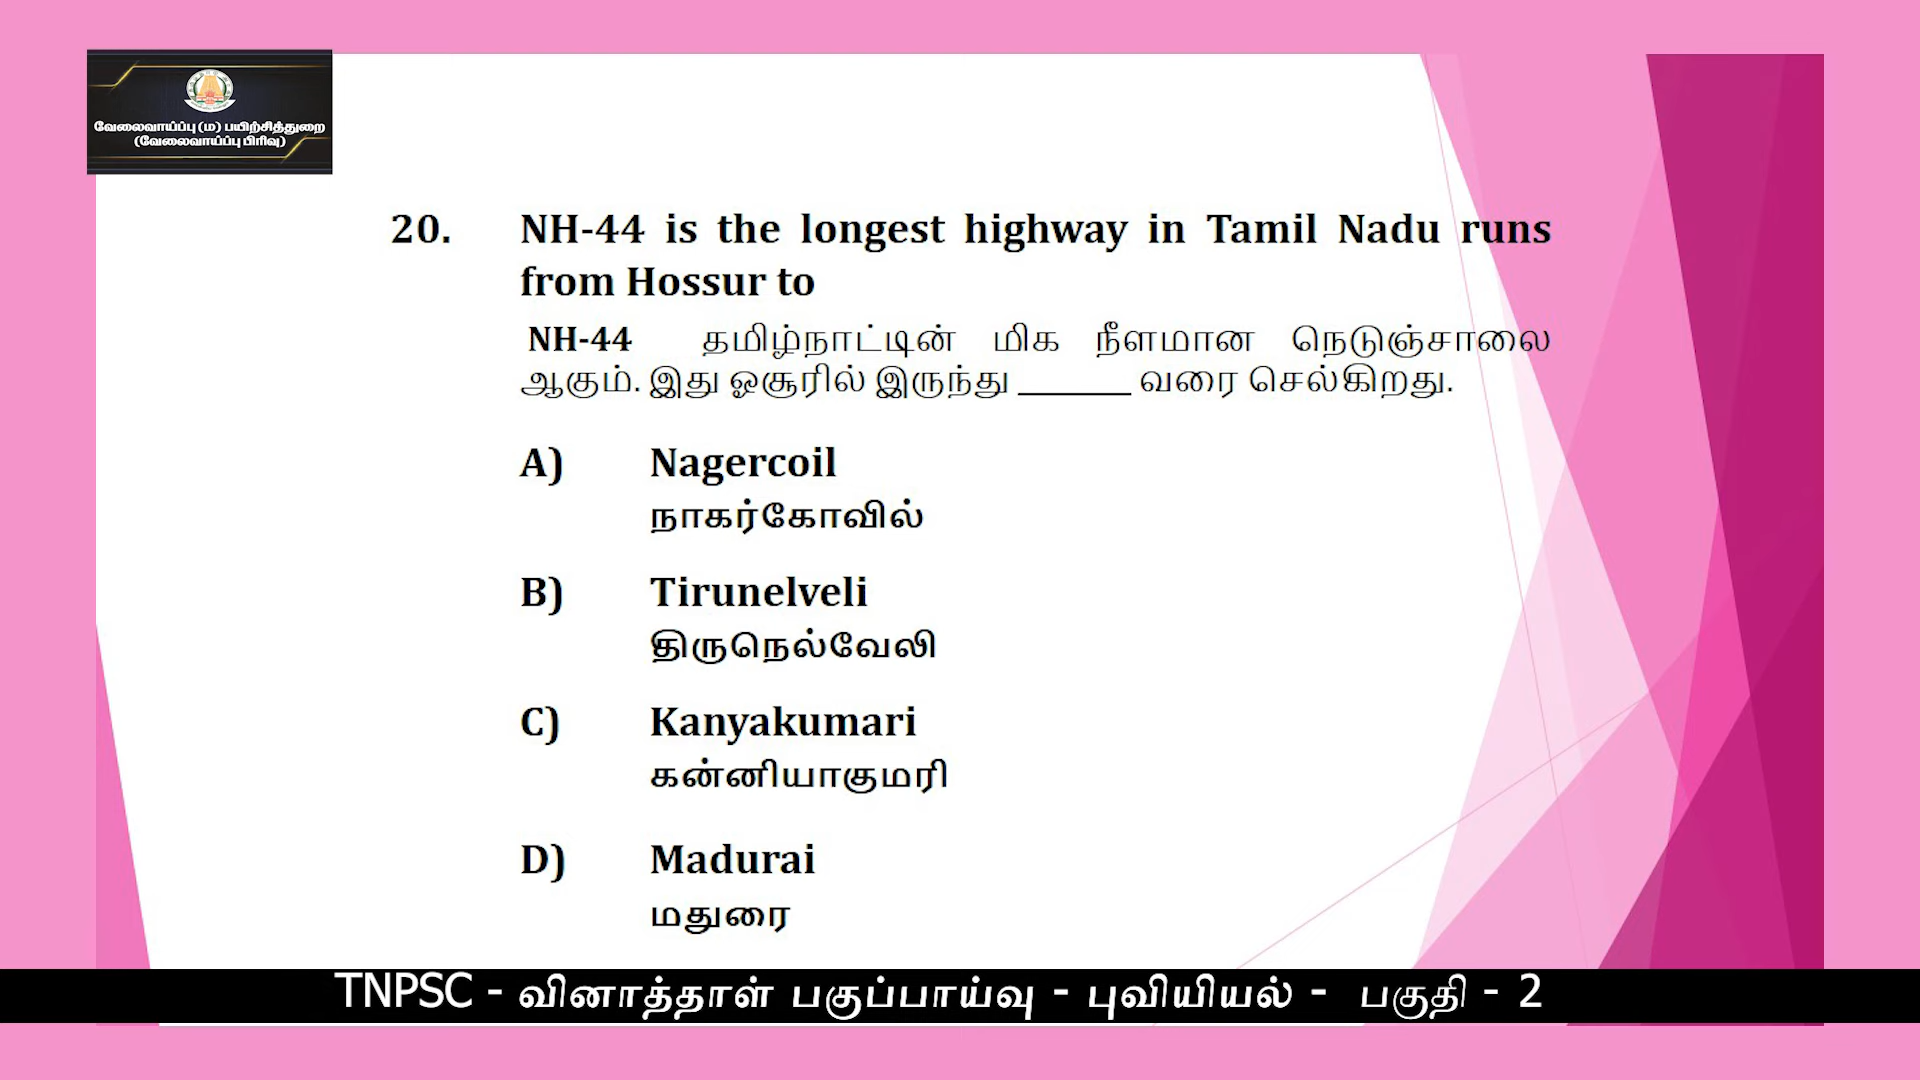 வேலைவாய்ப்பு (ம) பயிற்சித்துறை
(வேலைவாய்ப்பு பிரிவு)
20. NH-44 is the longest highway in Tamil Nadu runs
from Hossur to
NH-44 தமிழ்நாட்டின் மிக நீளமான நெடுஞ்சாலை
ஆகும். இது ஓசூரில் இருந்து ______ வரை செல்கிறது.
A) Nagercoil
நாகர்கோவில்
B) Tirunelveli
திருநெல்வேலி
C) Kanyakumari
கன்னியாகுமரி
D) Madurai
மதுரை
TNPSC - வினாத்தாள் பகுப்பாய்வு - புவியியல் - பகுதி - 2